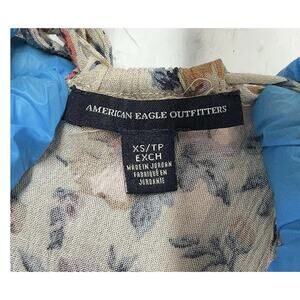 AMERICAN EAGLE OUTFITTERS
XS/TP
EXCH
MADE IN JORDAN
FABRIQUÉ EN
JORDANIE